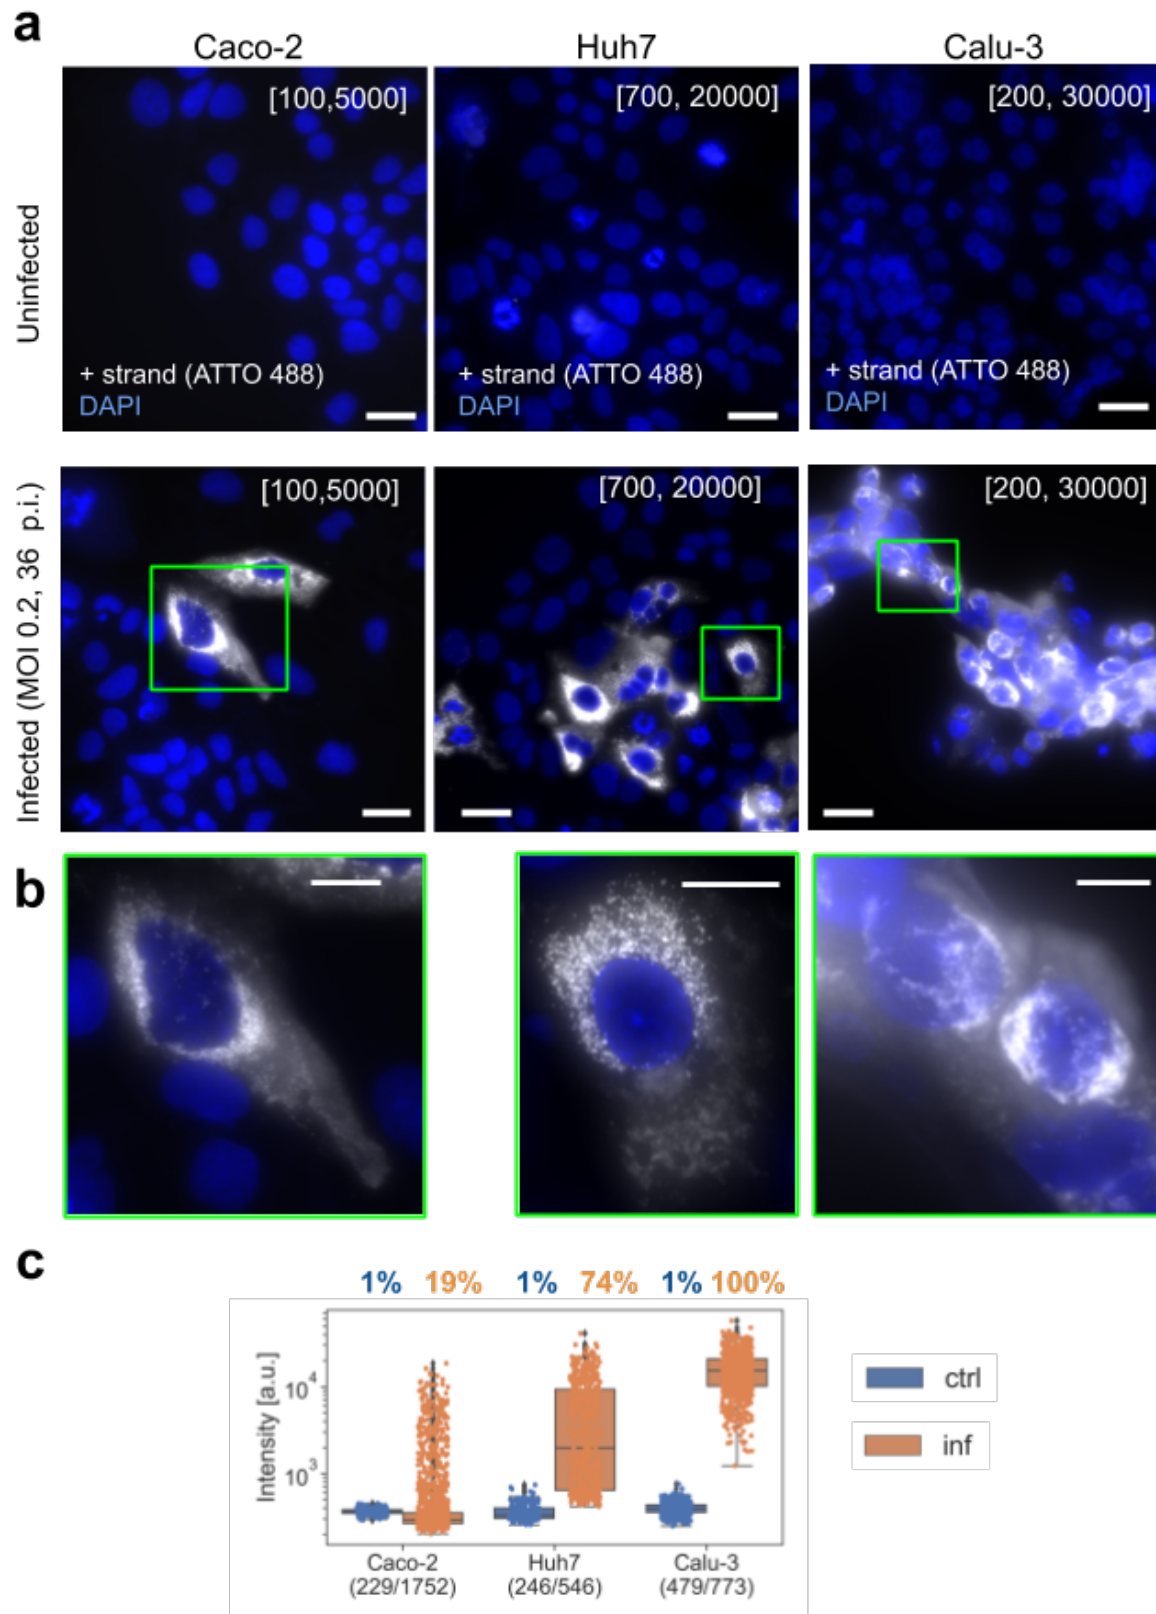 a
Caco-2 Huh7 Calu-3
Uninfected
[100,5000] [700, 20000] [200, 30000]
+ strand (ATTO 488) + strand (ATTO 488) + strand (ATTO 488)
DAPI DAPI DAPI
Infected (MOI 0.2, 36 p.i.)
[100,5000] [700, 20000] [200, 30000]
b
c
1% 19% 1% 74% 1% 100%
Intensity [a.u.]
10⁴
10³
Caco-2 Huh7 Calu-3
(229/1752) (246/546) (479/773)
ctrl
inf